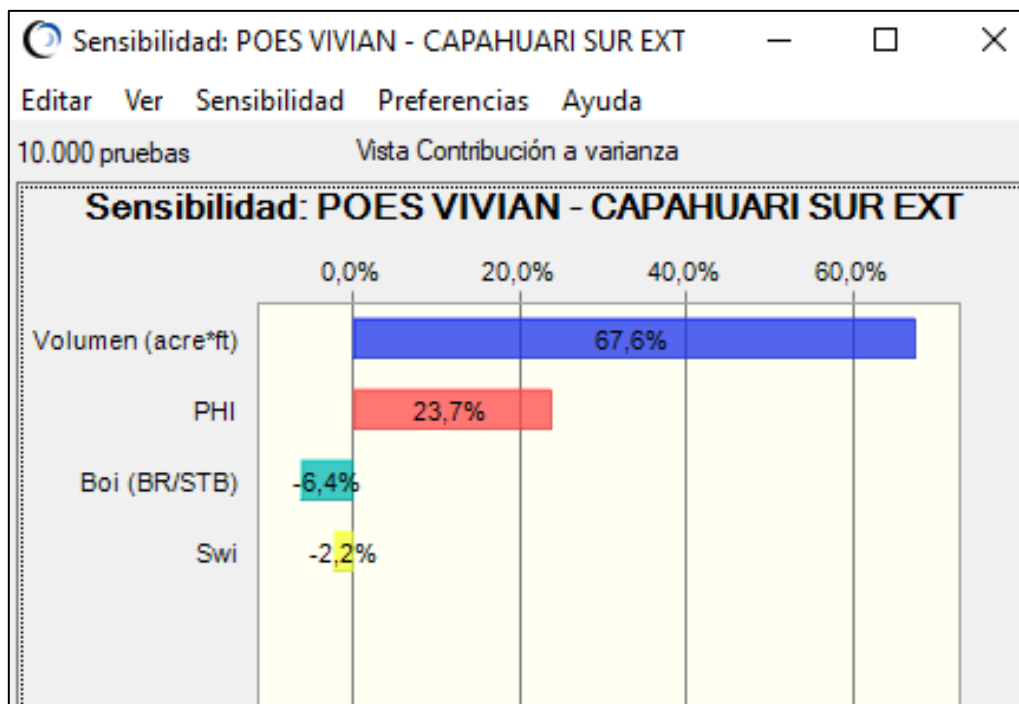 Sensibilidad: POES VIVIAN - CAPAHUARI SUR EXT
Editar Ver Sensibilidad Preferencias Ayuda
10.000 pruebas Vista Contribución a varianza
Sensibilidad: POES VIVIAN - CAPAHUARI SUR EXT
0,0% 20,0% 40,0% 60,0%
Volumen (acre*ft) 67,6%
PHI 23,7%
Boi (BR/STB) -6,4%
Swi -2,2%